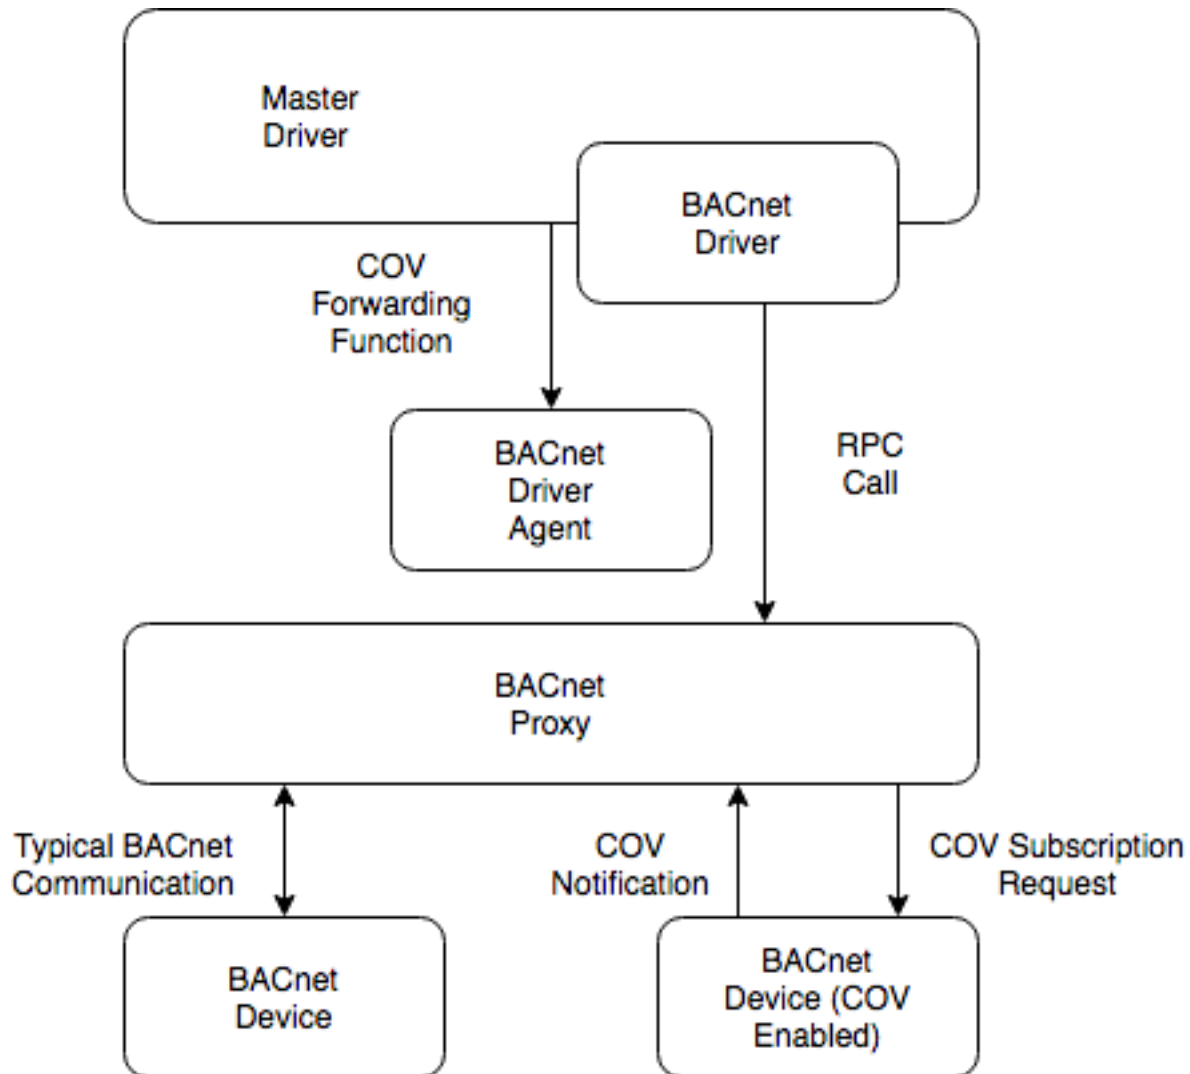 Master
Driver
BACnet
Driver
COV
Forwarding
Function
BACnet
Driver
Agent
RPC
Call
BACnet
Proxy
Typical BACnet
Communication
COV
Notification
COV Subscription
Request
BACnet
Device
BACnet
Device (COV
Enabled)